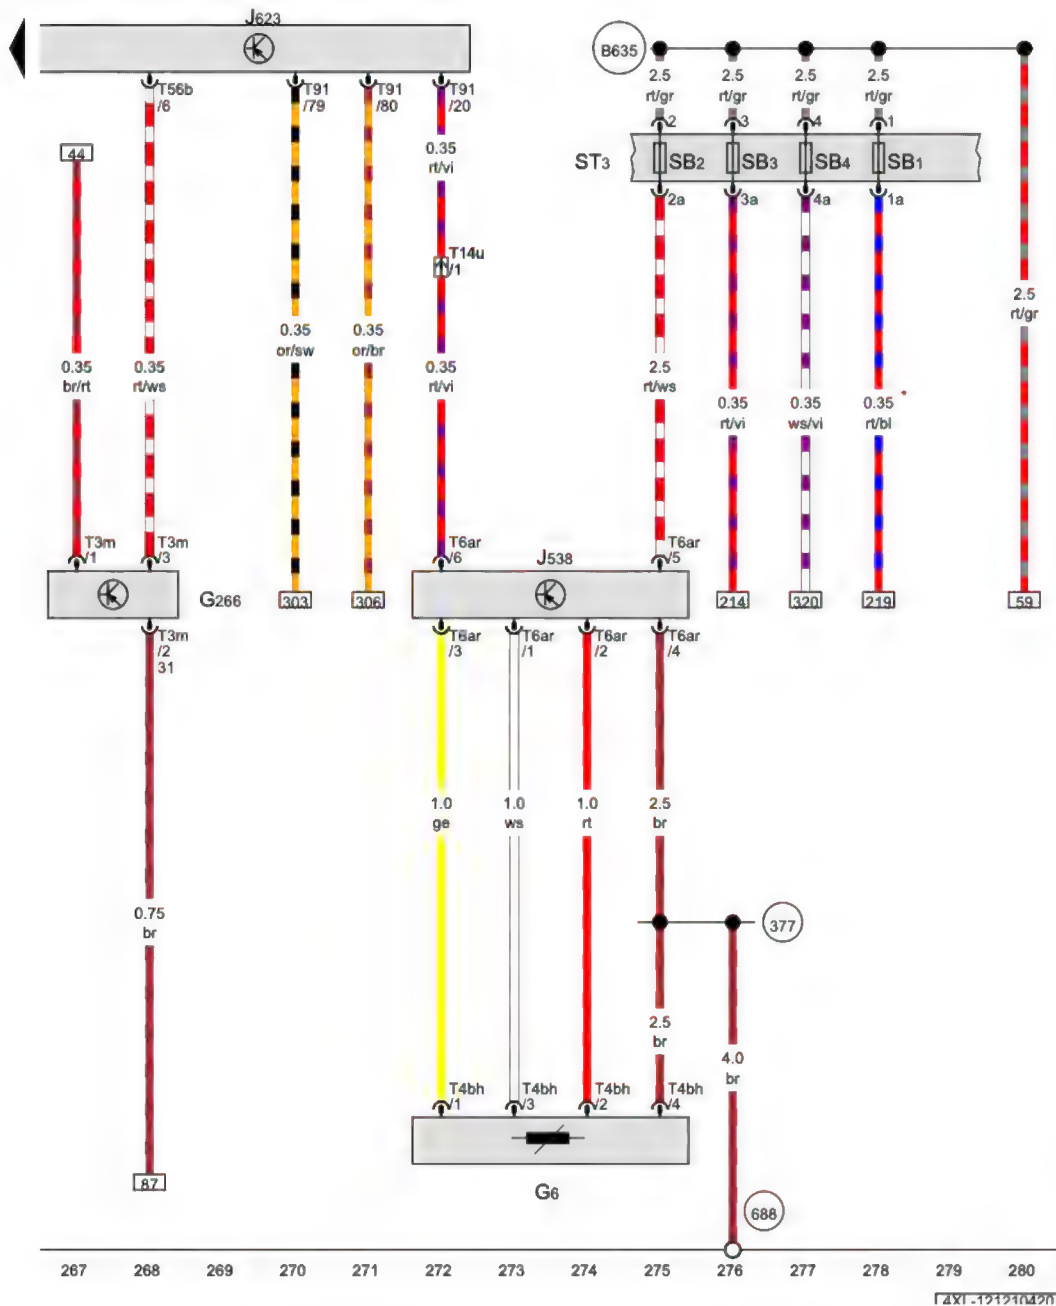 J623
B635
T56b
/6
T91
/79
T91
/80
T91
/20
2.5
rt/gr
2.5
rt/gr
2.5
rt/gr
2.5
rt/gr
2
3
4
1
44
0.35
rt/vi
ST3
SB2
SB3
SB4
SB1
2a
3a
4a
1a
T14u
/1
2.5
rt/gr
0.35
br/rt
0.35
rt/ws
0.35
or/sw
0.35
or/br
0.35
rt/vi
2.5
rt/ws
0.35
rt/vi
0.35
ws/vi
0.35
rt/bl
T3m
/1
T3m
/3
T6ar
/6
J538
T6ar
/5
G266
303
306
214
320
219
59
T3m
/2
31
T6ar
/3
T6ar
/1
T6ar
/2
T6ar
/4
1.0
ge
1.0
ws
1.0
rt
2.5
br
0.75
br
377
2.5
br
4.0
br
T4bh
/1
T4bh
/3
T4bh
/2
T4bh
/4
87
G6
688
267 268 269 270 271 272 273 274 275 276 277 278 279 280
4XL-121210420